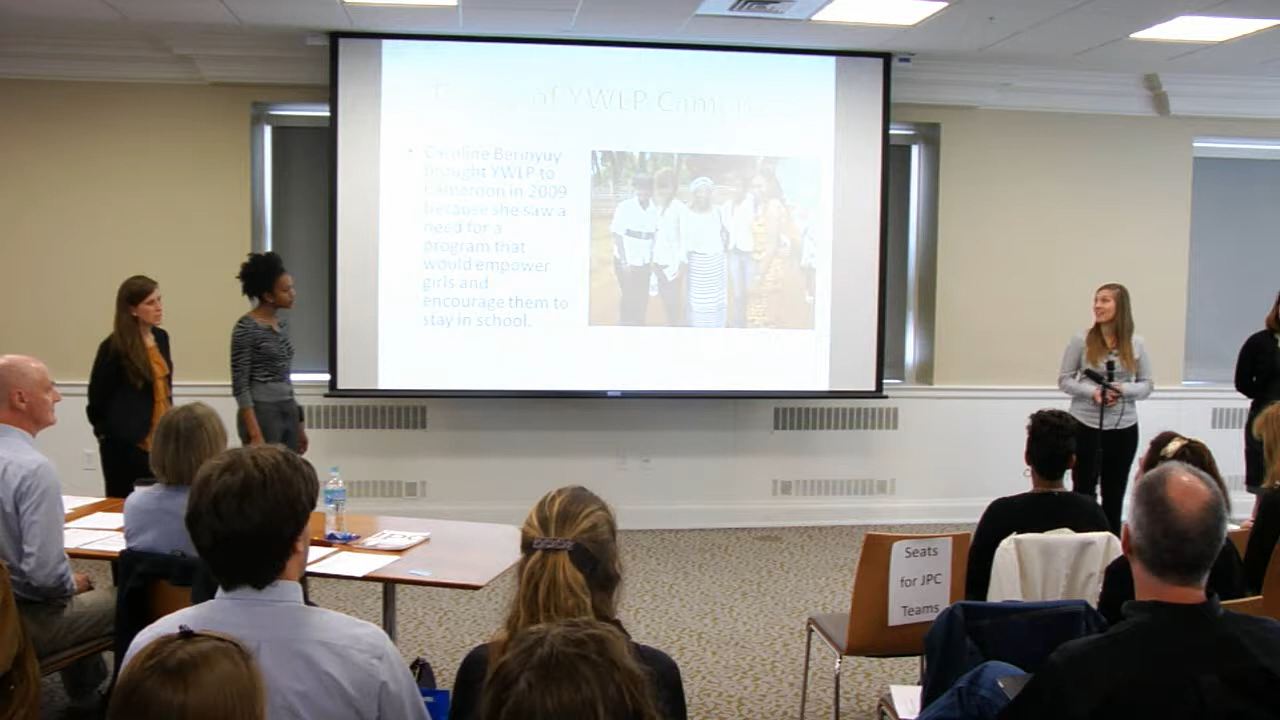 of YWLP Cam
• Caroline Berinyuy
brought YWLP to
Cameroon in 2009
because she saw a
need for a
program that
would empower
girls and
encourage them to
stay in school.
Seats
for JPC
Teams